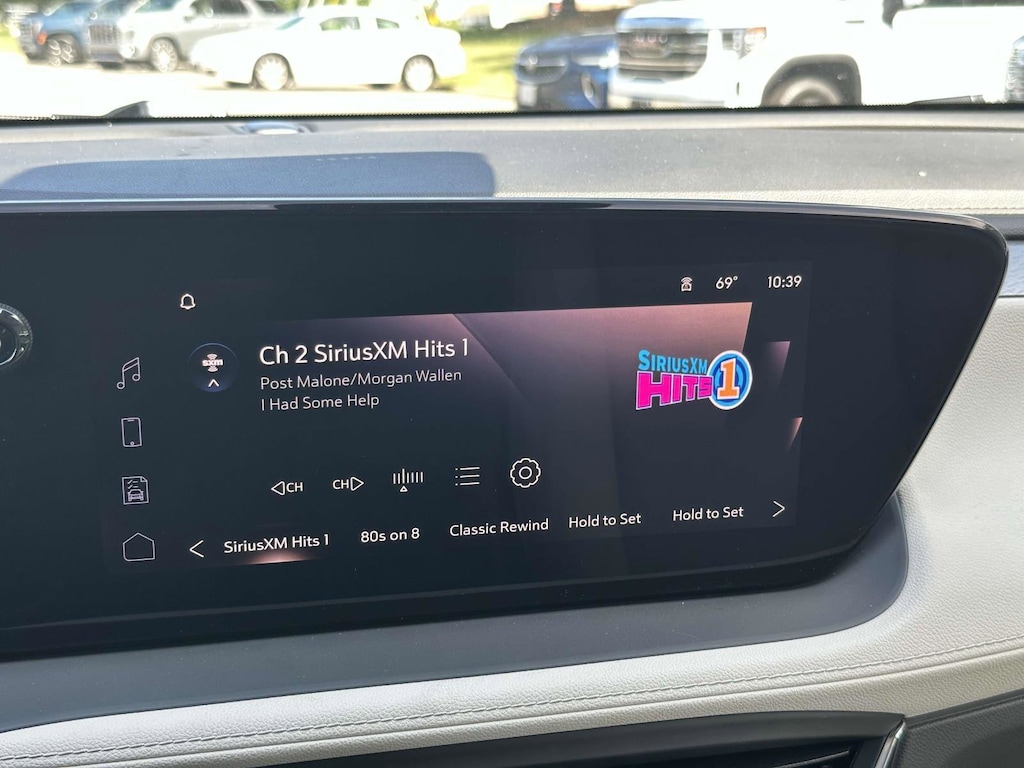 69° 10:39
sxm
Ch 2 SiriusXM Hits 1
Post Malone/Morgan Wallen
I Had Some Help
SIRIUSXM
HITS 1
CH CH
SiriusXM Hits 1 80s on 8 Classic Rewind Hold to Set Hold to Set